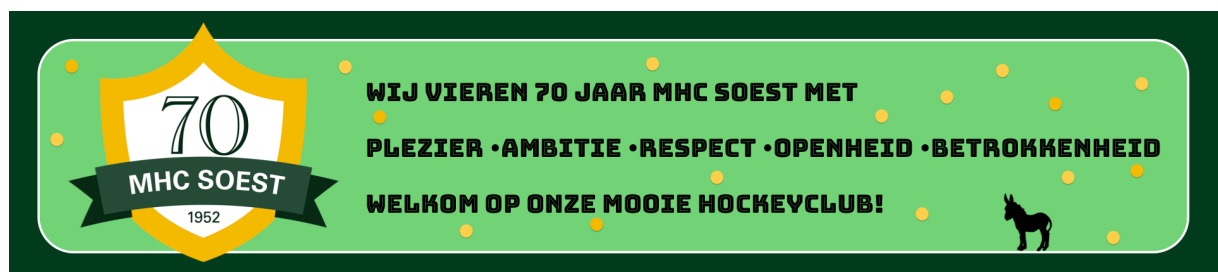 70
MHC SOEST
1952
WIJ VIEREN 70 JAAR MHC SOEST MET
PLEZIER •AMBITIE •RESPECT •OPENHEID •BETROKKENHEID
WELKOM OP ONZE MOOIE HOCKEYCLUB!